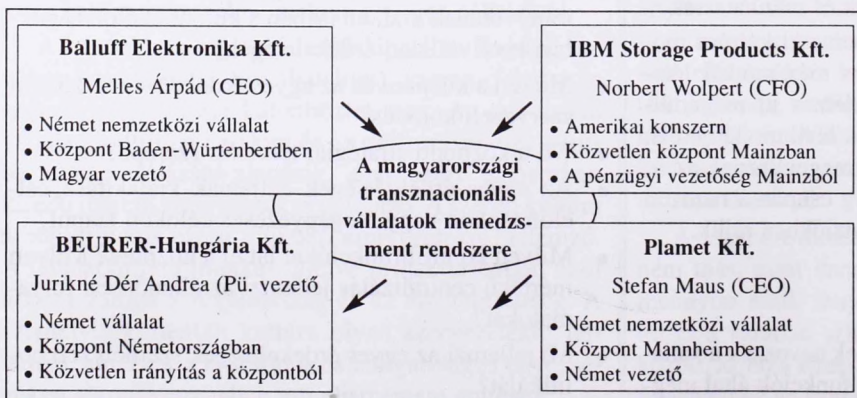 Balluff Elektronika Kft.
Melles Árpád (CEO)
• Német nemzetközi vállalat
• Központ Baden-Würtenberdben
• Magyar vezető
IBM Storage Products Kft.
Norbert Wolpert (CFO)
• Amerikai konszern
• Közvetlen központ Mainzban
• A pénzügyi vezetőség Mainzból
A magyarországi
transznacionális
vállalatok menedzs-
ment rendszere
BEURER-Hungária Kft.
Jurikné Dér Andrea (Pü. vezető
• Német vállalat
• Központ Németországban
• Közvetlen irányítás a központból
Plamet Kft.
Stefan Maus (CEO)
• Német nemzetközi vállalat
• Központ Mannheimben
• Német vezető